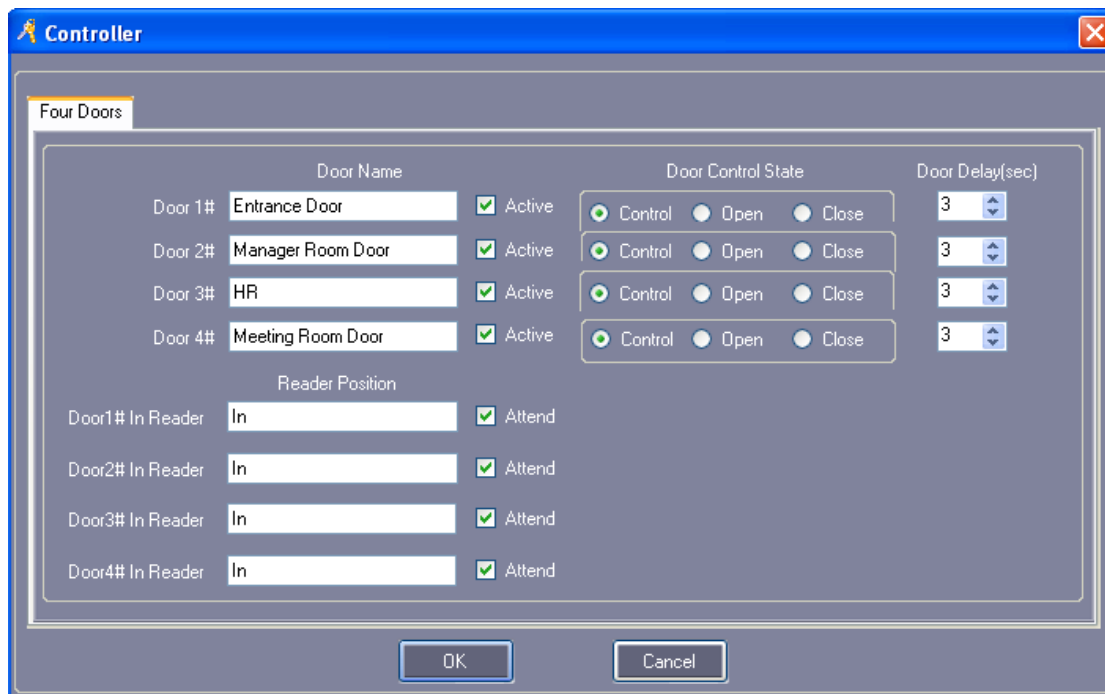 Controller
Four Doors
Door Name Door Control State Door Delay(sec)
Door 1# Entrance Door Active Control Open Close 3
Door 2# Manager Room Door Active Control Open Close 3
Door 3# HR Active Control Open Close 3
Door 4# Meeting Room Door Active Control Open Close 3
Reader Position
Door1# In Reader In Attend
Door2# In Reader In Attend
Door3# In Reader In Attend
Door4# In Reader In Attend
OK Cancel